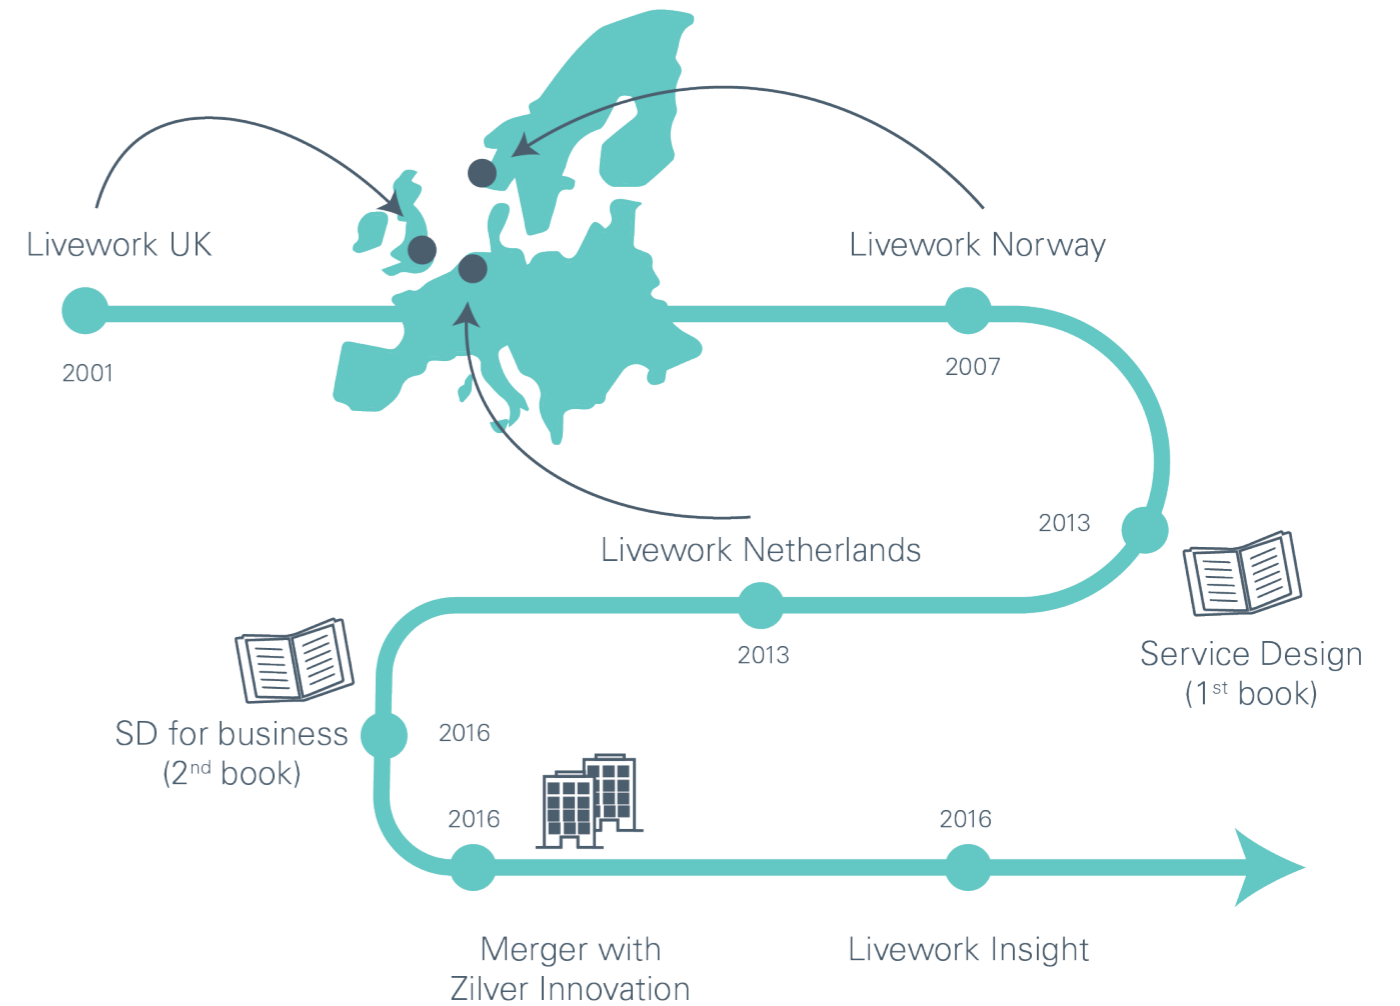 Livework UK
2001
Livework Norway
2007
2013
Service Design
(1st book)
Livework Netherlands
2013
SD for business
(2nd book)
2016
2016
Merger with
Zilver Innovation
2016
Livework Insight